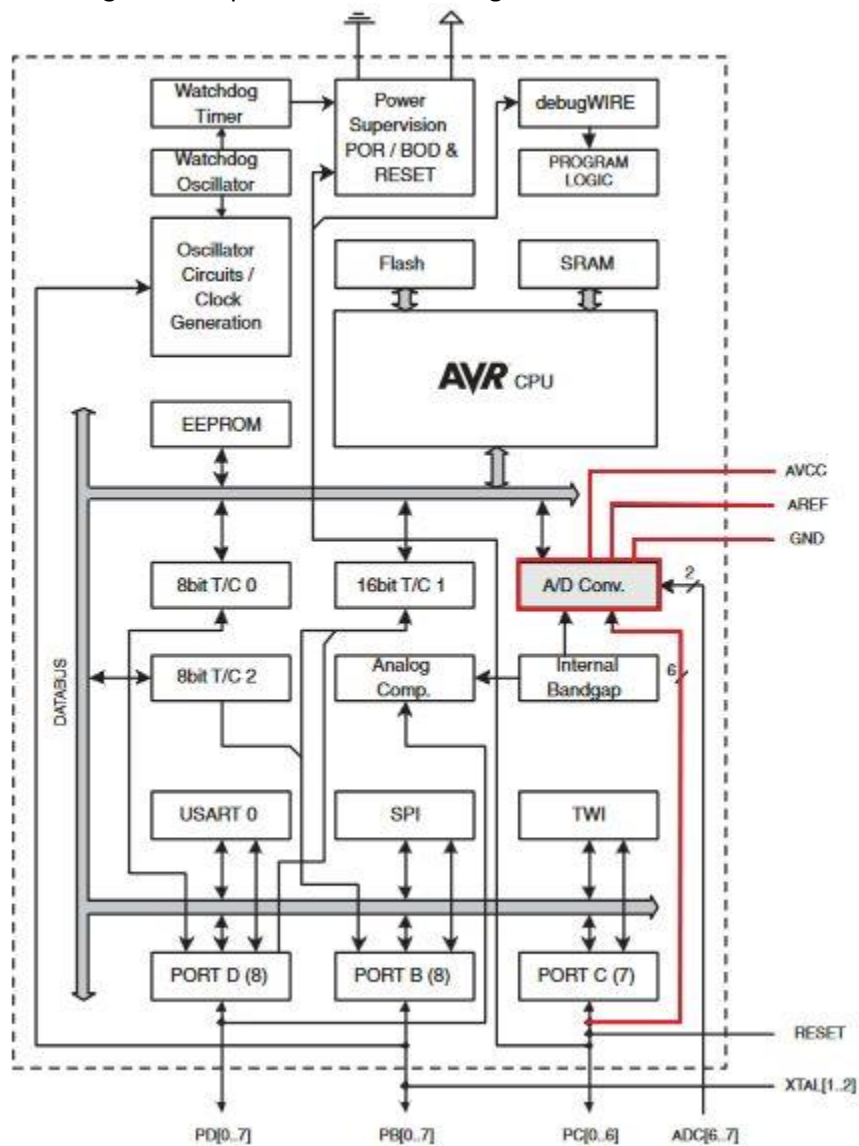 Watchdog
Timer
Power
Supervision
POR / BOD &
RESET
debugWIRE
Watchdog
Oscillator
PROGRAM
LOGIC
Oscillator
Circuits /
Clock
Generation
Flash
SRAM
AVR CPU
EEPROM
AVCC
AREF
GND
8bit T/C 0
16bit T/C 1
A/D Conv.
2
DATABUS
8bit T/C 2
Analog
Comp.
Internal
Bandgap
6
USART 0
SPI
TWI
PORT D (8)
PORT B (8)
PORT C (7)
RESET
XTAL[1..2]
PD[0..7]
PB[0..7]
PC[0..6]
ADC[6..7]